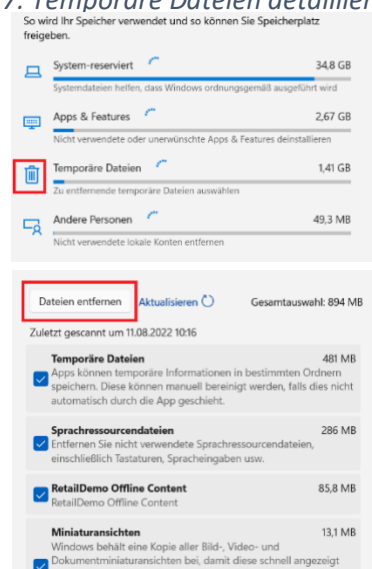 7. Temporäre Dateien detaillier
So wird Ihr Speicher verwendet und so können Sie Speicherplatz
freigeben.
System-reserviert 34,8 GB
Systemdateien helfen, dass Windows ordnungsgemäß ausgeführt wird
Apps & Features 2,67 GB
Nicht verwendete oder unerwünschte Apps & Features deinstallieren
Temporäre Dateien 1,41 GB
Zu entfernende temporäre Dateien auswählen
Andere Personen 49,3 MB
Nicht verwendete lokale Konten entfernen
Dateien entfernen Aktualisieren Gesamtauswahl: 894 MB
Zuletzt gescannt um 11.08.2022 10:16
Temporäre Dateien 481 MB
Apps können temporäre Informationen in bestimmten Ordnern
speichern. Diese können manuell bereinigt werden, falls dies nicht
automatisch durch die App geschieht.
Sprachressourcendateien 286 MB
Entfernen Sie nicht verwendete Sprachressourcendateien,
einschließlich Tastaturen, Spracheingaben usw.
RetailDemo Offline Content 85,8 MB
RetailDemo Offline Content
Miniaturansichten 13,1 MB
Windows behält eine Kopie aller Bild-, Video- und
Dokumentminiaturansichten bei, damit diese schnell angezeigt